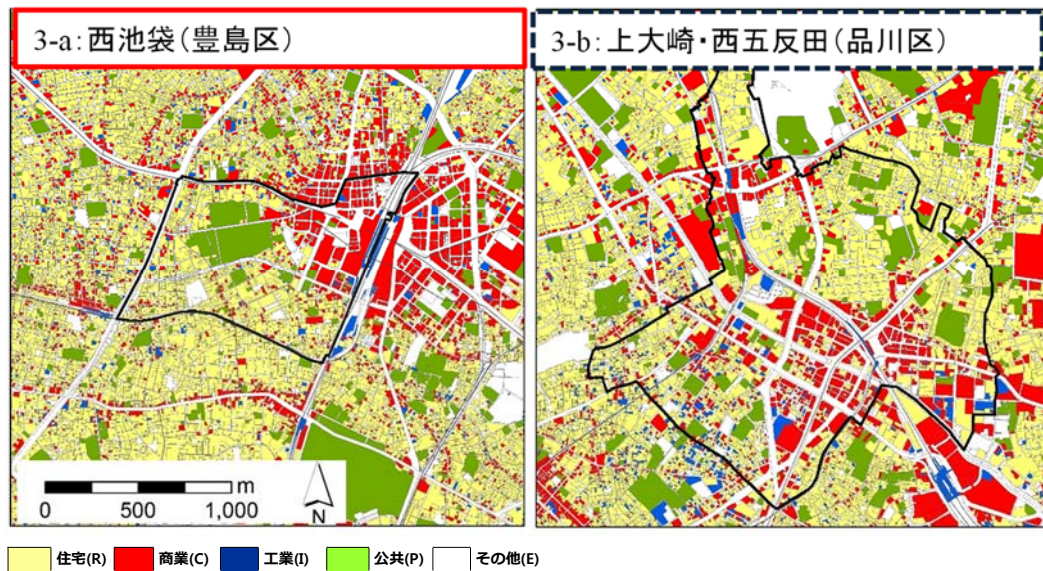 3-a: 西池袋(豊島区)
3-b: 上大崎・西五反田(品川区)
m
0 500 1,000
N
住宅(R) 商業(C) 工業(I) 公共(P) その他(E)